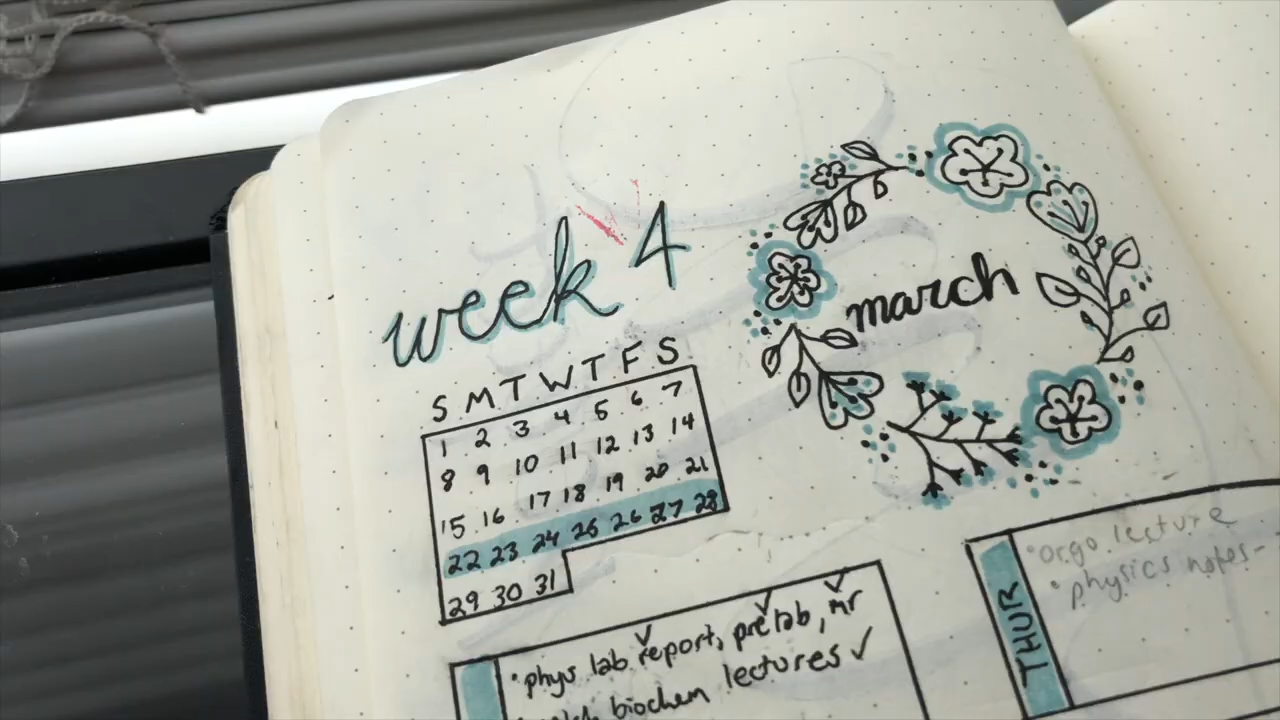 week 4
march
S M T W T F S
1 2 3 4 5 6 7
8 9 10 11 12 13 14
15 16 17 18 19 20 21
22 23 24 25 26 27 28
29 30 31
• phys lab report, prelab, nr
biochem lectures ✓
THUR
• orgo lecture
• physics notes-